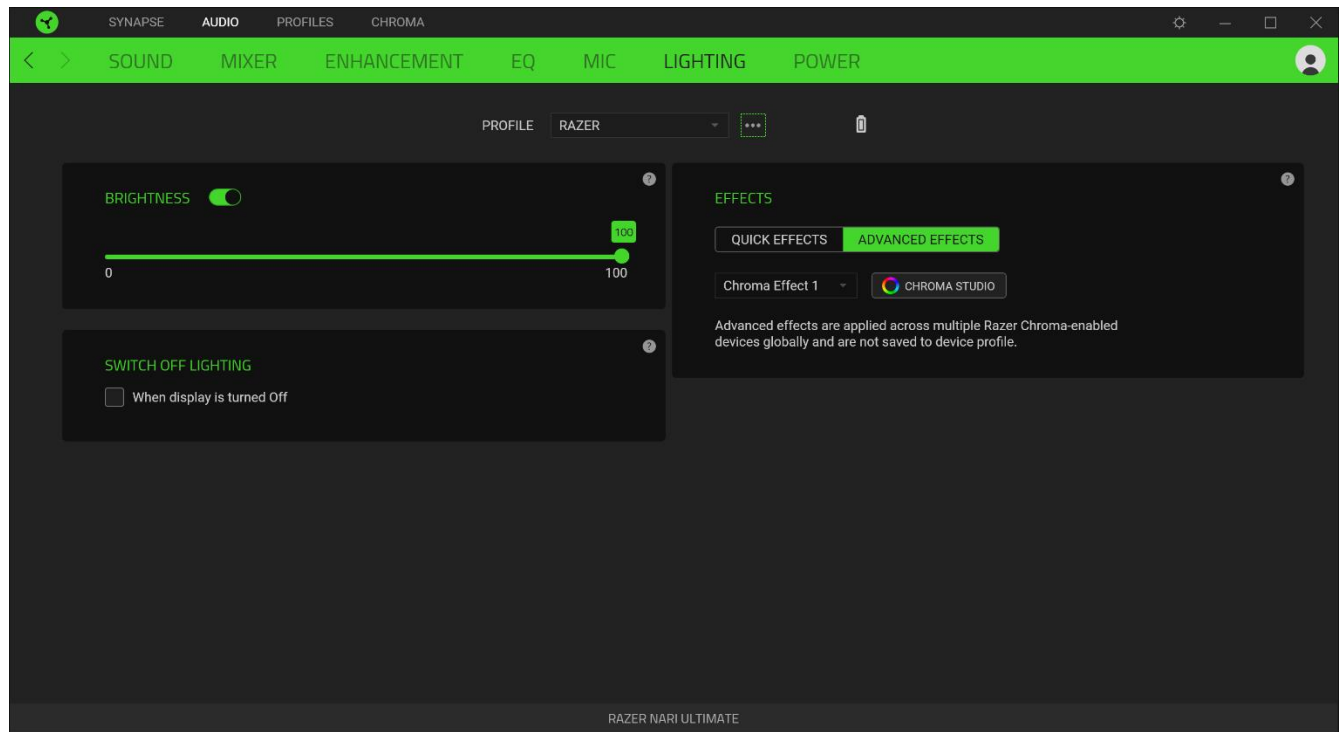 SYNAPSE AUDIO PROFILES CHROMA
SOUND MIXER ENHANCEMENT EQ MIC LIGHTING POWER
PROFILE RAZER
BRIGHTNESS
100
0 100
SWITCH OFF LIGHTING
When display is turned Off
EFFECTS
QUICK EFFECTS ADVANCED EFFECTS
Chroma Effect 1 CHROMA STUDIO
Advanced effects are applied across multiple Razer Chroma-enabled
devices globally and are not saved to device profile.
RAZER NARI ULTIMATE